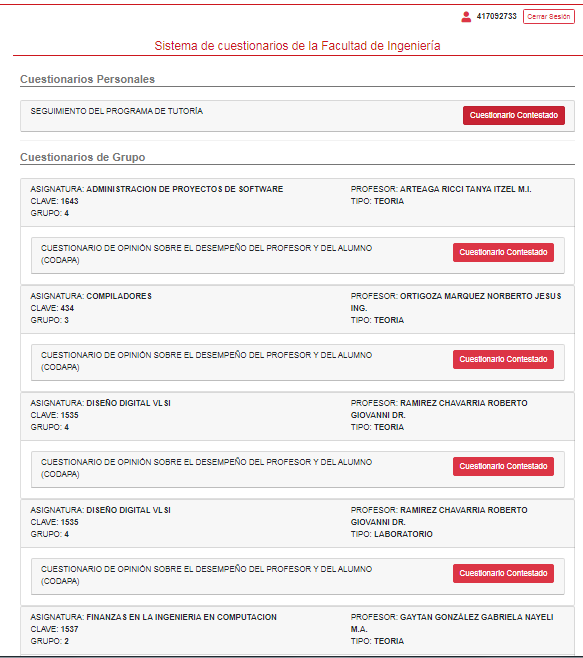 417092733 Cerrar Sesión
Sistema de cuestionarios de la Facultad de Ingeniería
Cuestionarios Personales
SEGUIMIENTO DEL PROGRAMA DE TUTORÍA
Cuestionario Contestado
Cuestionarios de Grupo
ASIGNATURA: ADMINISTRACION DE PROYECTOS DE SOFTWARE
CLAVE: 1643
GRUPO: 4
PROFESOR: ARTEAGA RICCI TANYA ITZEL M.I.
TIPO: TEORIA
CUESTIONARIO DE OPINIÓN SOBRE EL DESEMPEÑO DEL PROFESOR Y DEL ALUMNO
(CODAPA)
Cuestionario Contestado
ASIGNATURA: COMPILADORES
CLAVE: 434
GRUPO: 3
PROFESOR: ORTIGOZA MARQUEZ NORBERTO JESUS
ING.
TIPO: TEORIA
CUESTIONARIO DE OPINIÓN SOBRE EL DESEMPEÑO DEL PROFESOR Y DEL ALUMNO
(CODAPA)
Cuestionario Contestado
ASIGNATURA: DISEÑO DIGITAL VLSI
CLAVE: 1535
GRUPO: 4
PROFESOR: RAMIREZ CHAVARRIA ROBERTO
GIOVANNI DR.
TIPO: TEORIA
CUESTIONARIO DE OPINIÓN SOBRE EL DESEMPEÑO DEL PROFESOR Y DEL ALUMNO
(CODAPA)
Cuestionario Contestado
ASIGNATURA: DISEÑO DIGITAL VLSI
CLAVE: 1535
GRUPO: 4
PROFESOR: RAMIREZ CHAVARRIA ROBERTO
GIOVANNI DR.
TIPO: LABORATORIO
CUESTIONARIO DE OPINIÓN SOBRE EL DESEMPEÑO DEL PROFESOR Y DEL ALUMNO
(CODAPA)
Cuestionario Contestado
ASIGNATURA: FINANZAS EN LA INGENIERIA EN COMPUTACION
CLAVE: 1537
GRUPO: 2
PROFESOR: GAYTAN GONZÁLEZ GABRIELA NAYELI
M.A.
TIPO: TEORIA